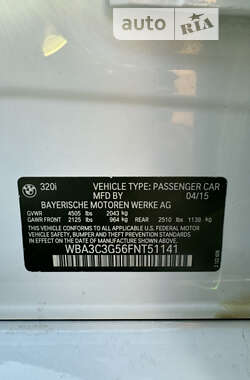 auto RIA
320i VEHICLE TYPE: PASSENGER CAR
04/15
BAYERISCHE MOTOREN WERKE AG
GVWR 4505 lbs 2043 kg
GAWR FRONT 2125 lbs 964 kg REAR 2510 lbs 1138 kg
THIS VEHICLE CONFORMS TO ALL APPLICABLE FEDERAL MOTOR VEHICLE
SAFETY, BUMPER, AND THEFT PREVENTION STANDARDS IN EFFECT ON THE DATE OF
MANUFACTURE SHOWN ABOVE.
WBA3C3G56FNT51141